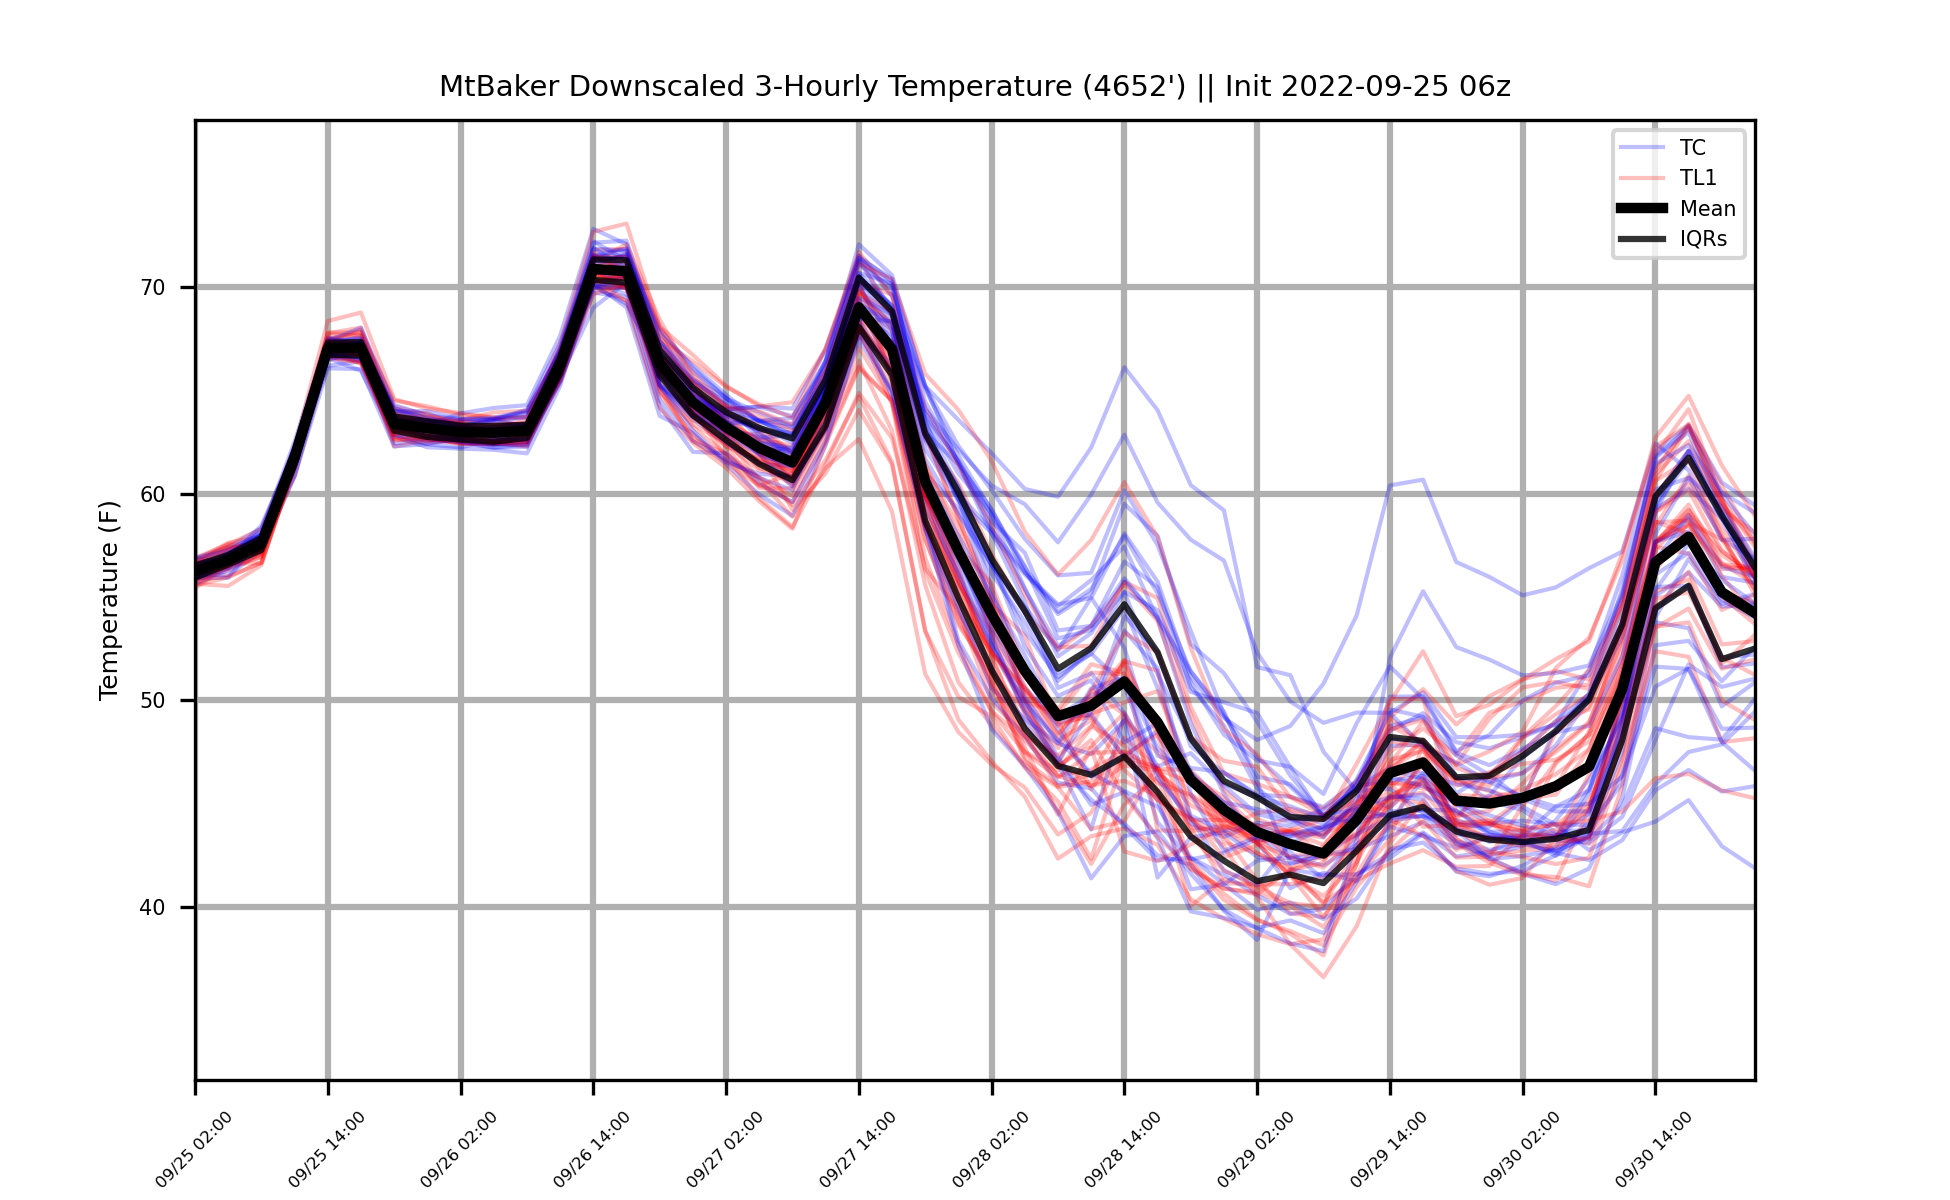 MtBaker Downscaled 3-Hourly Temperature (4652') || Init 2022-09-25 06z
TC
TL1
Mean
IQRs
Temperature (F)
70
60
50
40
09/25 02:00
09/25 14:00
09/26 02:00
09/26 14:00
09/27 02:00
09/27 14:00
09/28 02:00
09/28 14:00
09/29 02:00
09/29 14:00
09/30 02:00
09/30 14:00